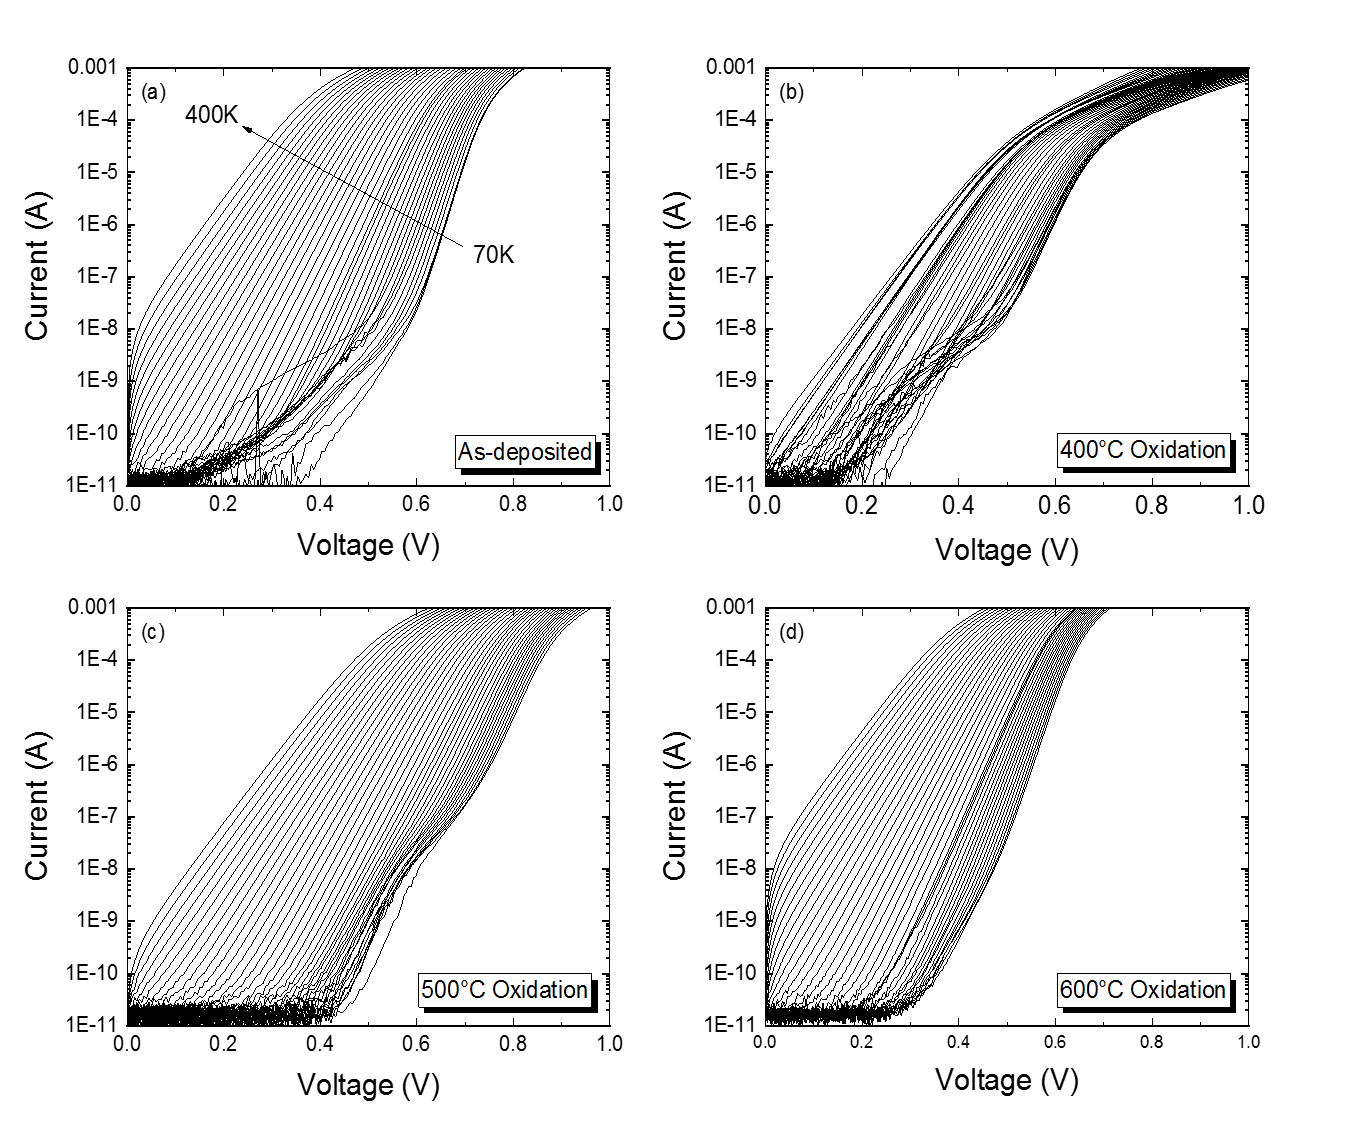 (a)
400K
70K
As-deposited
0.001
1E-4
1E-5
1E-6
1E-7
1E-8
1E-9
1E-10
1E-11
0.0 0.2 0.4 0.6 0.8 1.0
Current (A)
Voltage (V)
(b)
400°C Oxidation
0.001
1E-4
1E-5
1E-6
1E-7
1E-8
1E-9
1E-10
1E-11
0.0 0.2 0.4 0.6 0.8 1.0
Current (A)
Voltage (V)
(c)
500°C Oxidation
0.001
1E-4
1E-5
1E-6
1E-7
1E-8
1E-9
1E-10
1E-11
0.0 0.2 0.4 0.6 0.8 1.0
Current (A)
Voltage (V)
(d)
600°C Oxidation
0.001
1E-4
1E-5
1E-6
1E-7
1E-8
1E-9
1E-10
1E-11
0.0 0.2 0.4 0.6 0.8 1.0
Current (A)
Voltage (V)